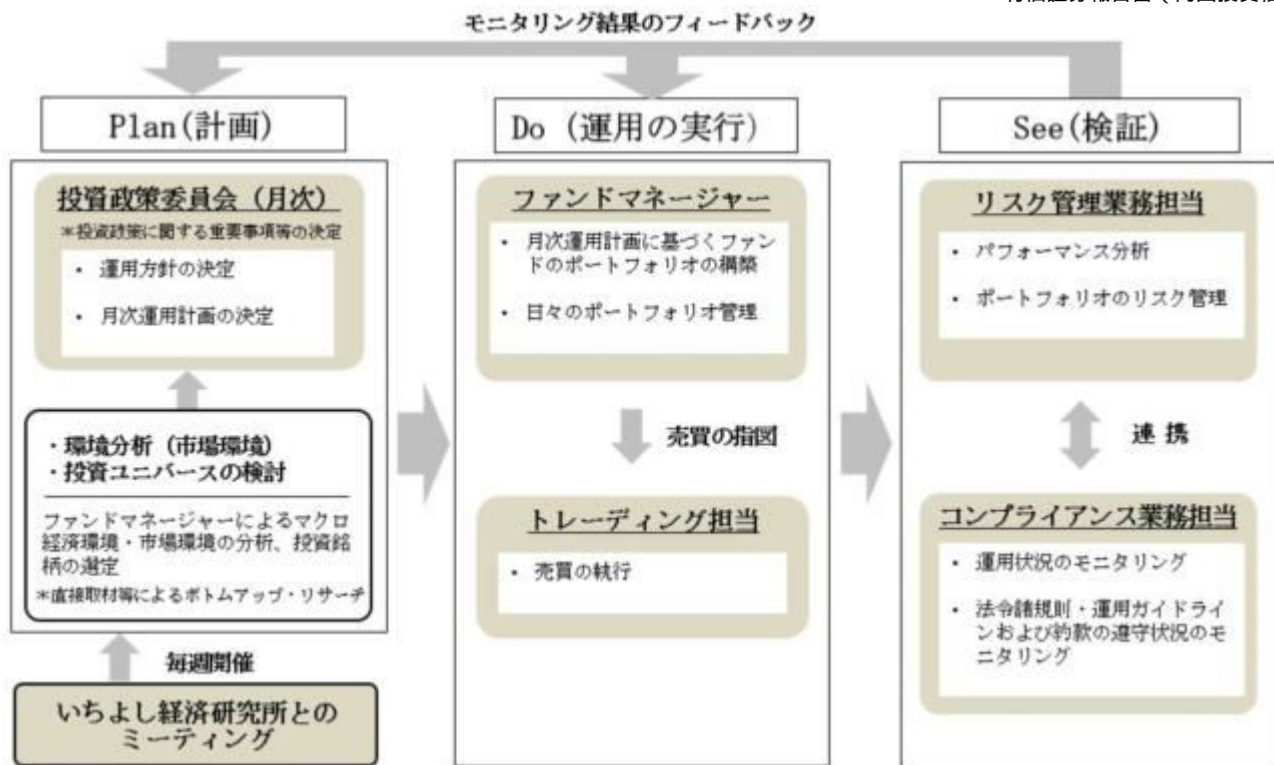 モニタリング結果のフィードバック
Plan(計画)
投資政策委員会(月次)
*投資政策に関する重要事項等の決定
・ 運用方針の決定
・ 月次運用計画の決定
・環境分析(市場環境)
・投資ユニバースの検討
ファンドマネージャーによるマクロ
経済環境・市場環境の分析、投資銘
柄の選定
*直接取材等によるボトムアップ・リサーチ
毎週開催
いちよし経済研究所との
ミーティング
Do (運用の実行)
ファンドマネージャー
・ 月次運用計画に基づくファン
ドのポートフォリオの構築
・ 日々のポートフォリオ管理
売買の指図
トレーディング担当
・ 売買の執行
See(検証)
リスク管理業務担当
・ パフォーマンス分析
・ ポートフォリオのリスク管理
連携
コンプライアンス業務担当
・ 運用状況のモニタリング
・ 法令諸規則・運用ガイドライ
ンおよび約款の遵守状況のモ
ニタリング